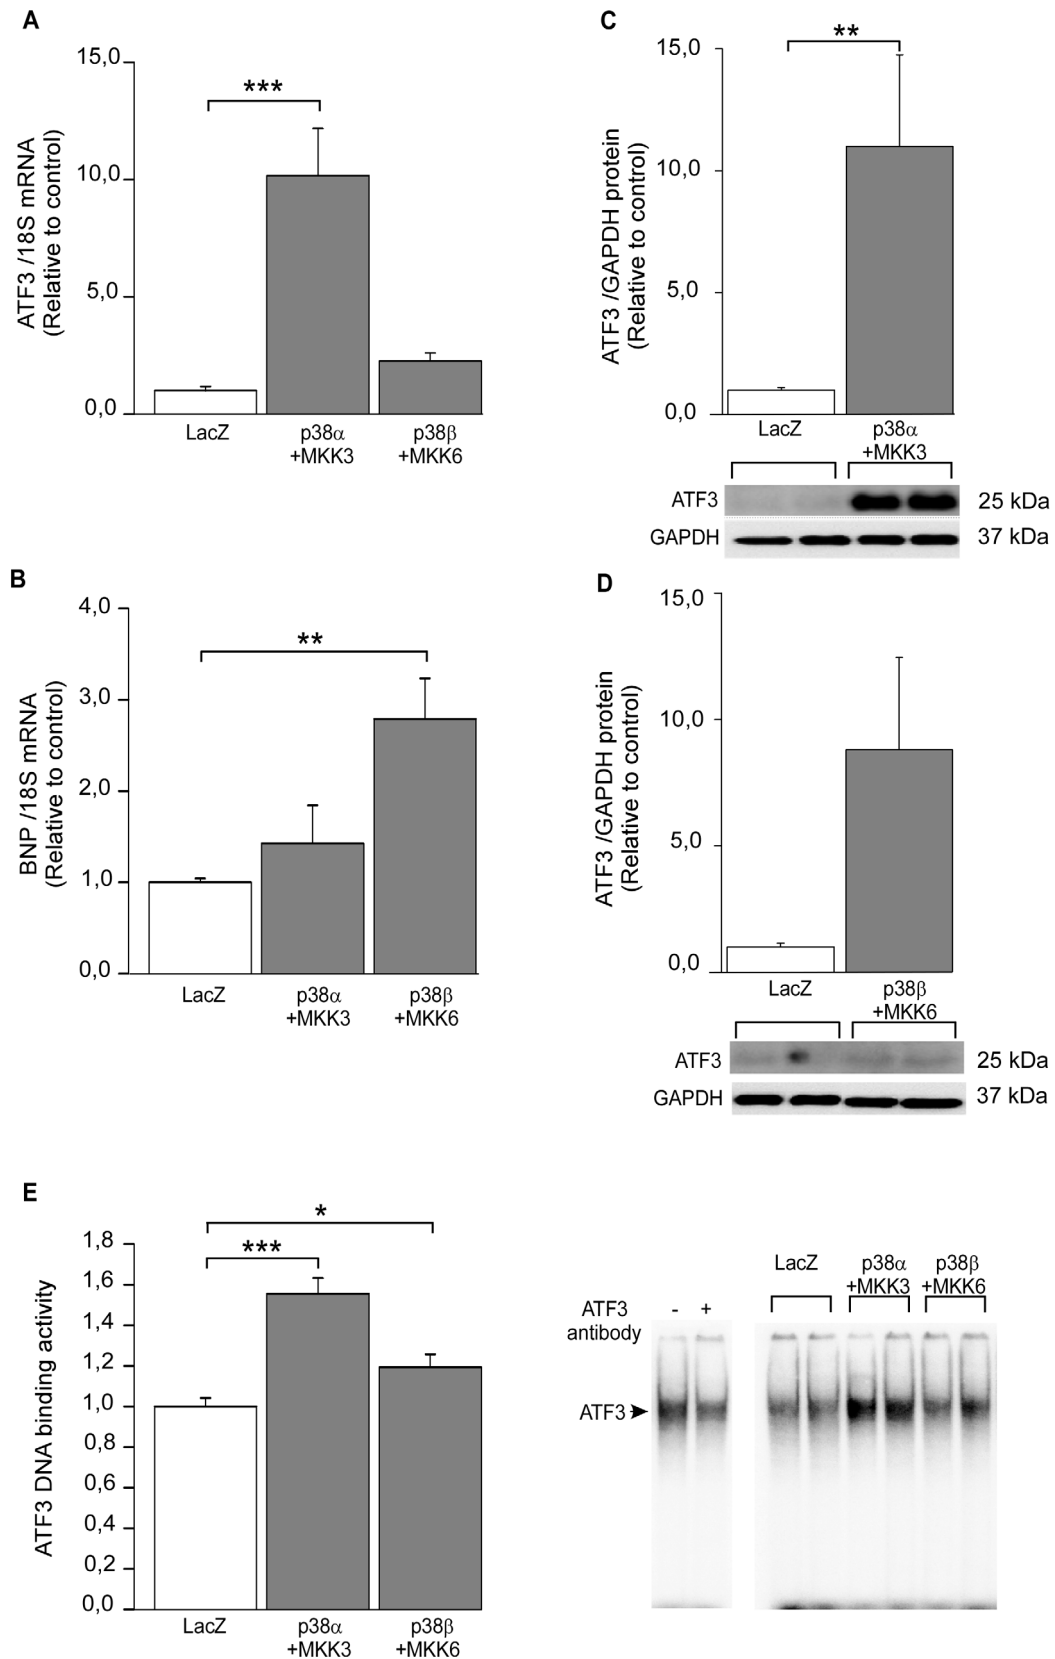 A
15,0
10,0
5,0
0,0
ATF3 /18S mRNA
(Relative to control)
***
LacZ
p38α
+MKK3
p38β
+MKK6
B
4,0
3,0
2,0
1,0
0,0
BNP /18S mRNA
(Relative to control)
**
LacZ
p38α
+MKK3
p38β
+MKK6
C
15,0
10,0
5,0
0,0
ATF3 /GAPDH protein
(Relative to control)
**
LacZ
p38α
+MKK3
ATF3
25 kDa
GAPDH
37 kDa
D
15,0
10,0
5,0
0,0
ATF3 /GAPDH protein
(Relative to control)
LacZ
p38β
+MKK6
ATF3
25 kDa
GAPDH
37 kDa
E
1,8
1,6
1,4
1,2
1,0
0,8
0,6
0,4
0,2
0,0
ATF3 DNA binding activity
*
***
LacZ
p38α
+MKK3
p38β
+MKK6
ATF3
antibody
- +
LacZ
p38α
+MKK3
p38β
+MKK6
ATF3